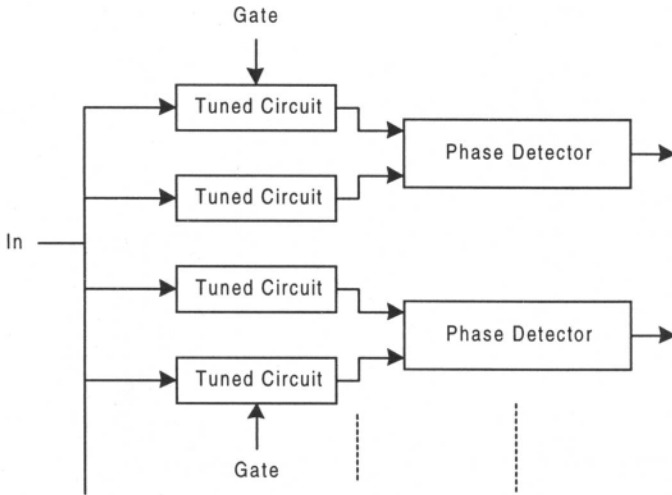 Gate
Tuned Circuit
Phase Detector
Tuned Circuit
In
Tuned Circuit
Phase Detector
Tuned Circuit
Gate